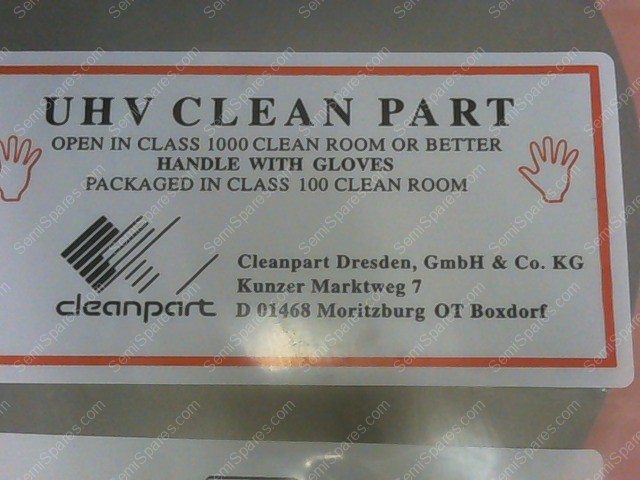 UHV CLEAN PART
OPEN IN CLASS 1000 CLEAN ROOM OR BETTER
HANDLE WITH GLOVES
PACKAGED IN CLASS 100 CLEAN ROOM
cleanpart
Cleanpart Dresden, GmbH & Co. KG
Kunzer Marktweg 7
D 01468 Moritzburg OT Boxdorf
SemiSpares.com